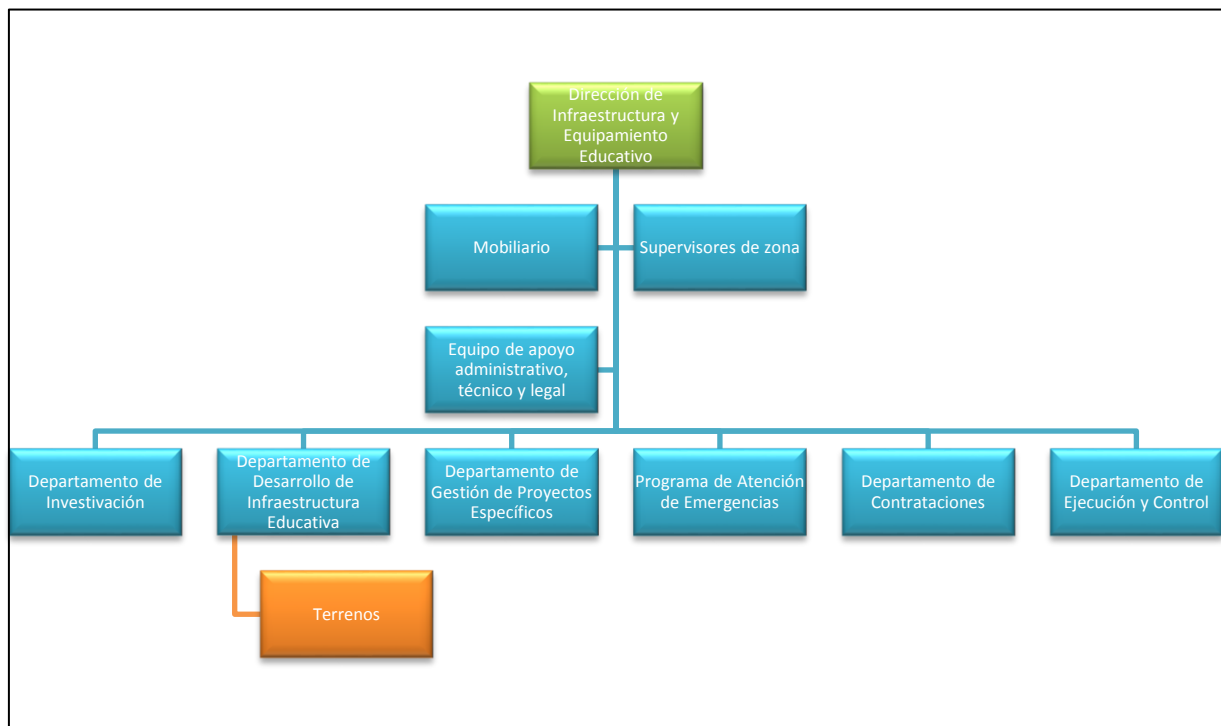 Dirección de
Infraestructura y
Equipamiento
Educativo
Mobiliario
Supervisores de zona
Equipo de apoyo
administrativo,
técnico y legal
Departamento de
Investivación
Departamento de
Desarrollo de
Infraestructura
Educativa
Departamento de
Gestión de Proyectos
Específicos
Programa de Atención
de Emergencias
Departamento de
Contrataciones
Departamento de
Ejecución y Control
Terrenos